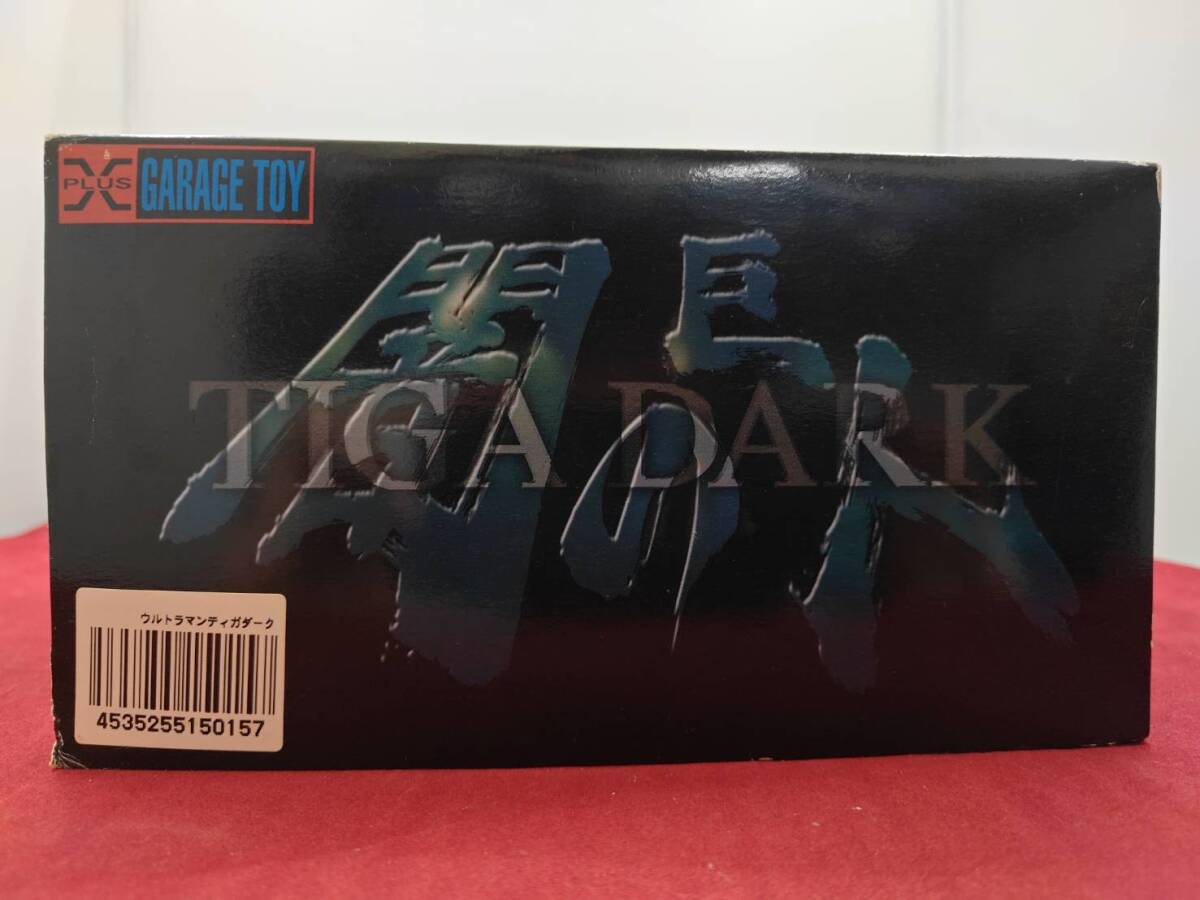 X PLUS GARAGE TOY
闇の巨人
TIGA DARK
ウルトラマンティガダーク
4535255150157